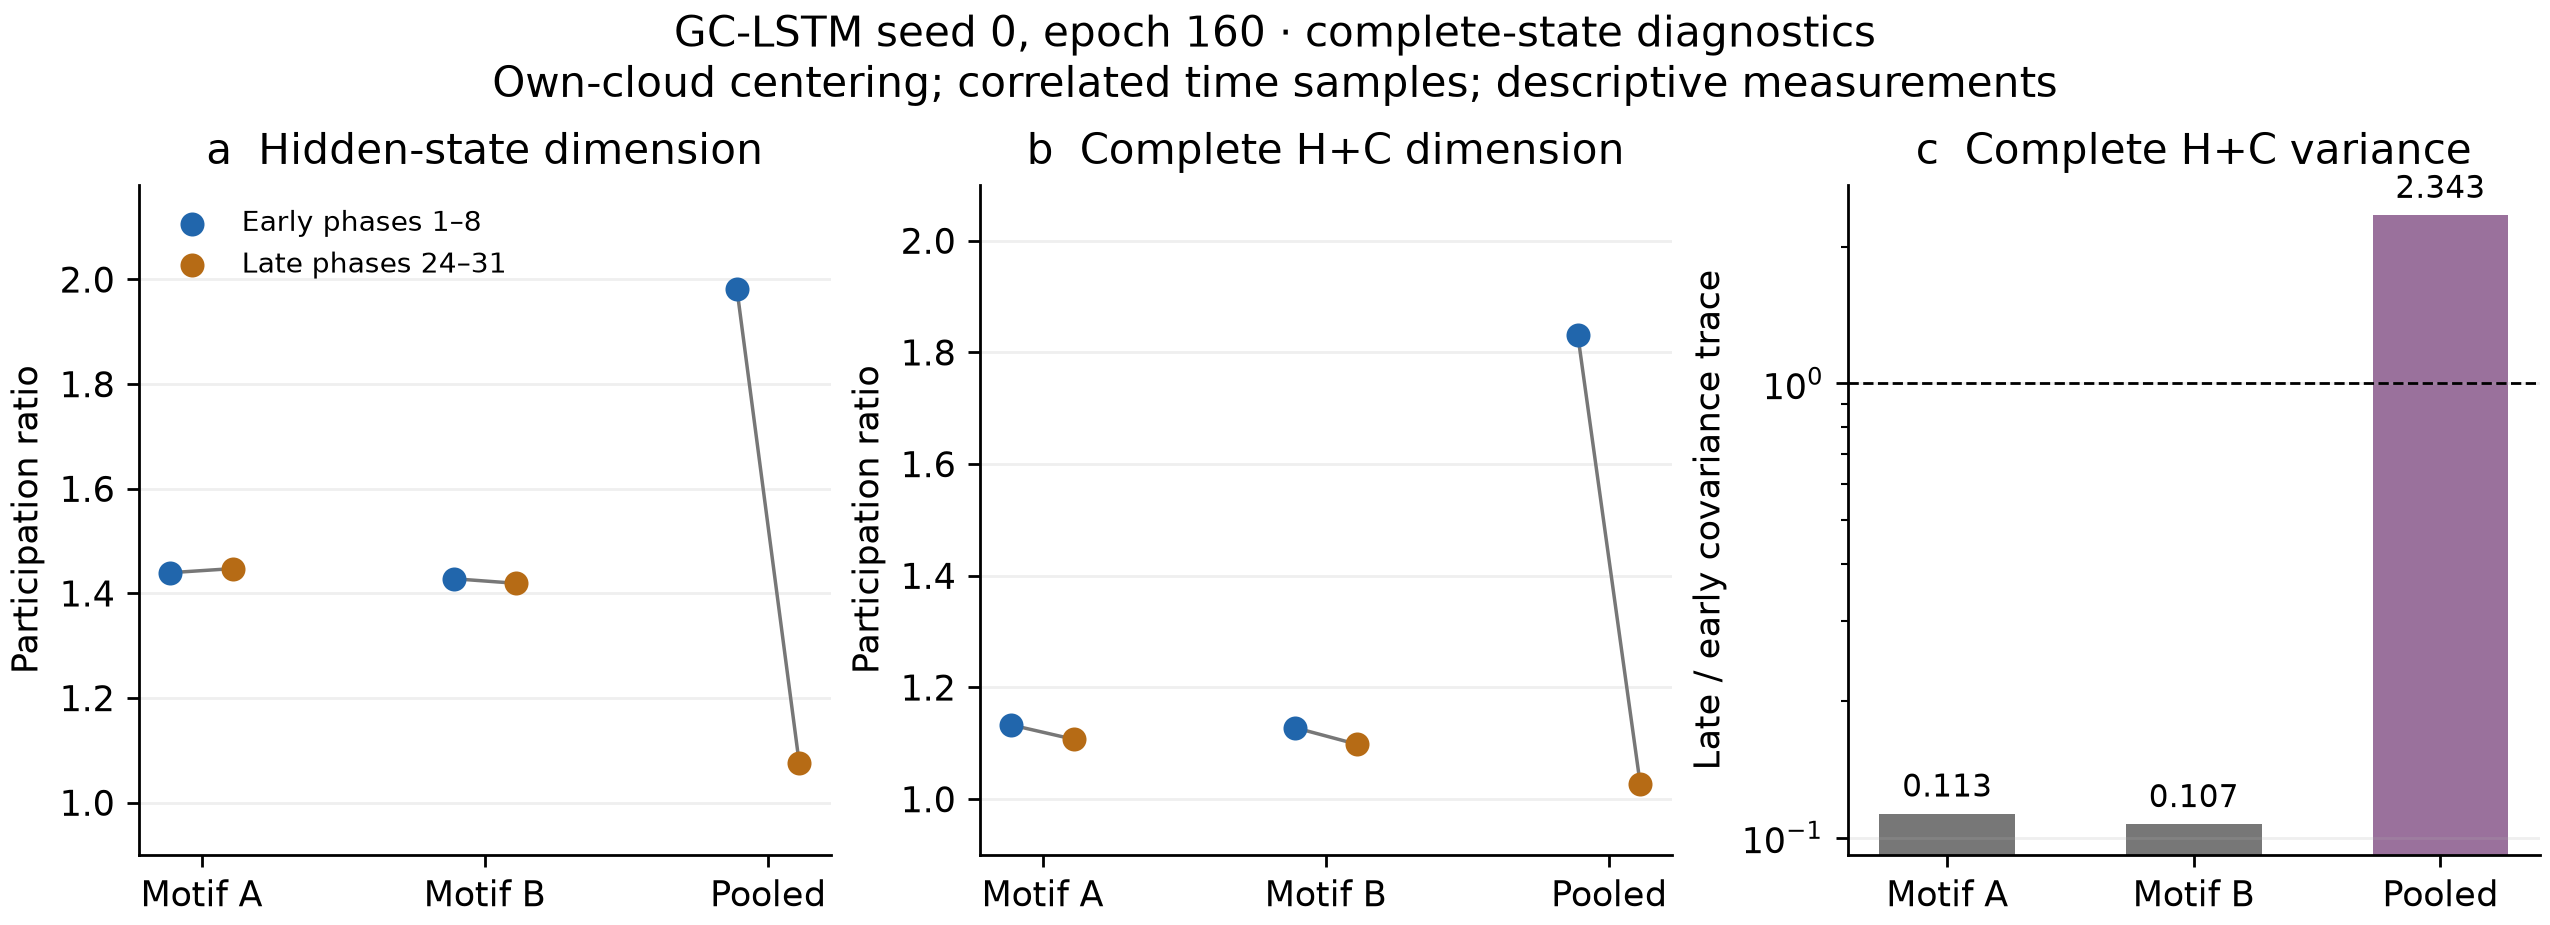 GC-LSTM seed 0, epoch 160 · complete-state diagnostics
Own-cloud centering; correlated time samples; descriptive measurements
a Hidden-state dimension
Early phases 1–8
Late phases 24–31
Participation ratio
2.0
1.8
1.6
1.4
1.2
1.0
Motif A
Motif B
Pooled
b Complete H+C dimension
Participation ratio
2.0
1.8
1.6
1.4
1.2
1.0
Motif A
Motif B
Pooled
c Complete H+C variance
Late / early covariance trace
10⁰
10⁻¹
0.113
0.107
2.343
Motif A
Motif B
Pooled